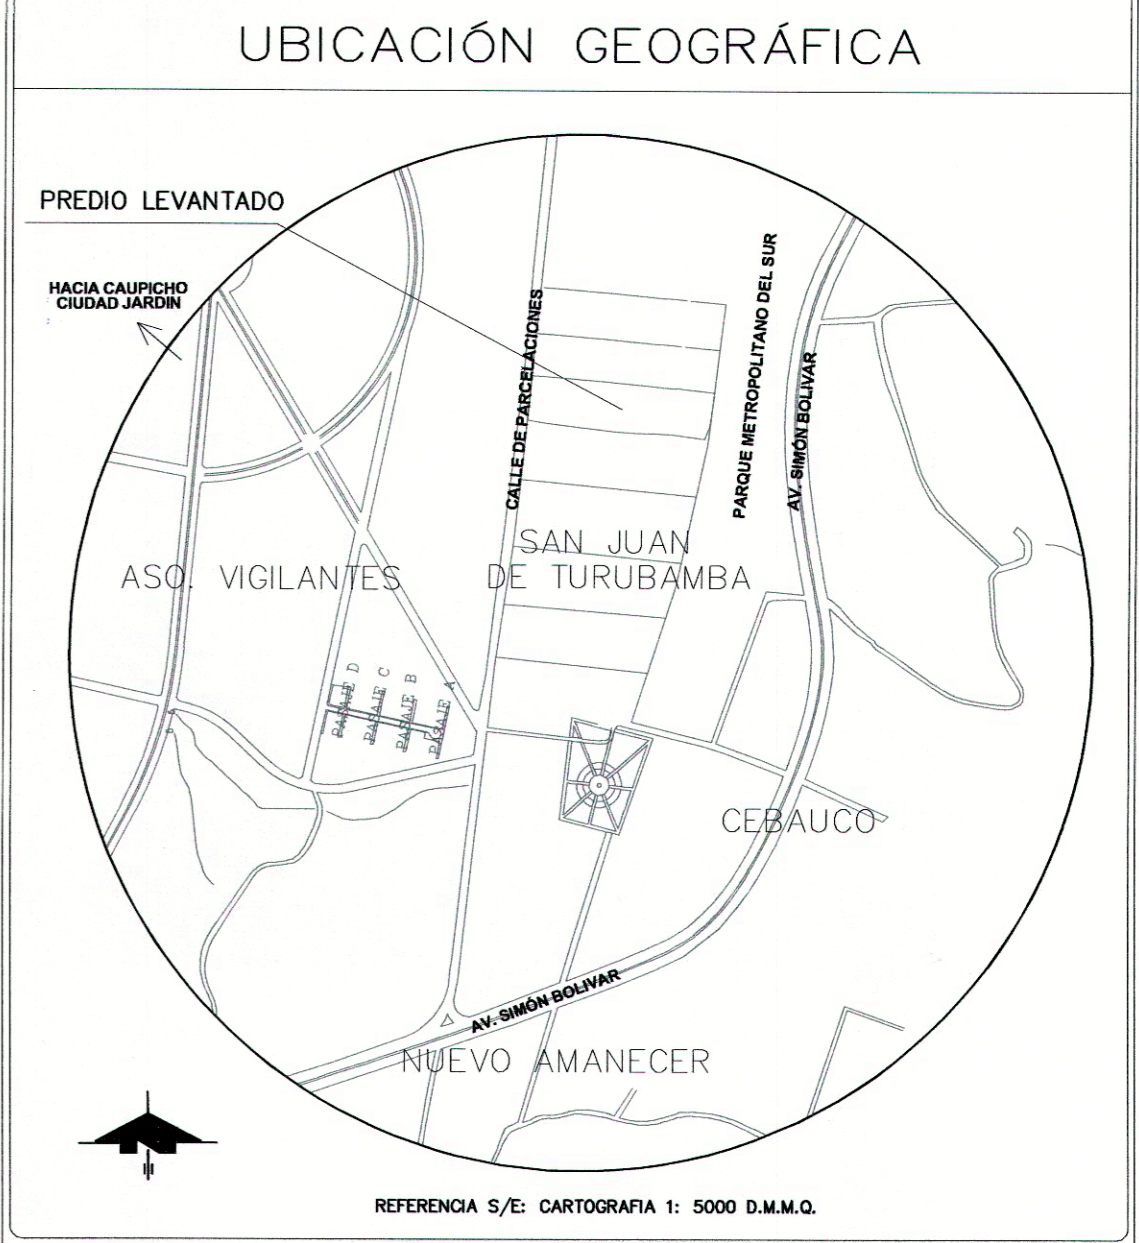 UBICACIÓN GEOGRÁFICA
PREDIO LEVANTADO
HACIA CAUPICHO
CIUDAD JARDIN
CALLE DE PARCELACIONES
PARQUE METROPOLITANO DEL SUR
AV. SIMÓN BOLIVAR
ASO. VIGILANTES
SAN JUAN
DE TURUBAMBA
PASAJE D
PASAJE C
PASAJE B
PASAJE A
CEBAUCO
AV. SIMÓN BOLIVAR
NUEVO AMANECER
N
REFERENCIA S/E: CARTOGRAFIA 1: 5000 D.M.M.Q.